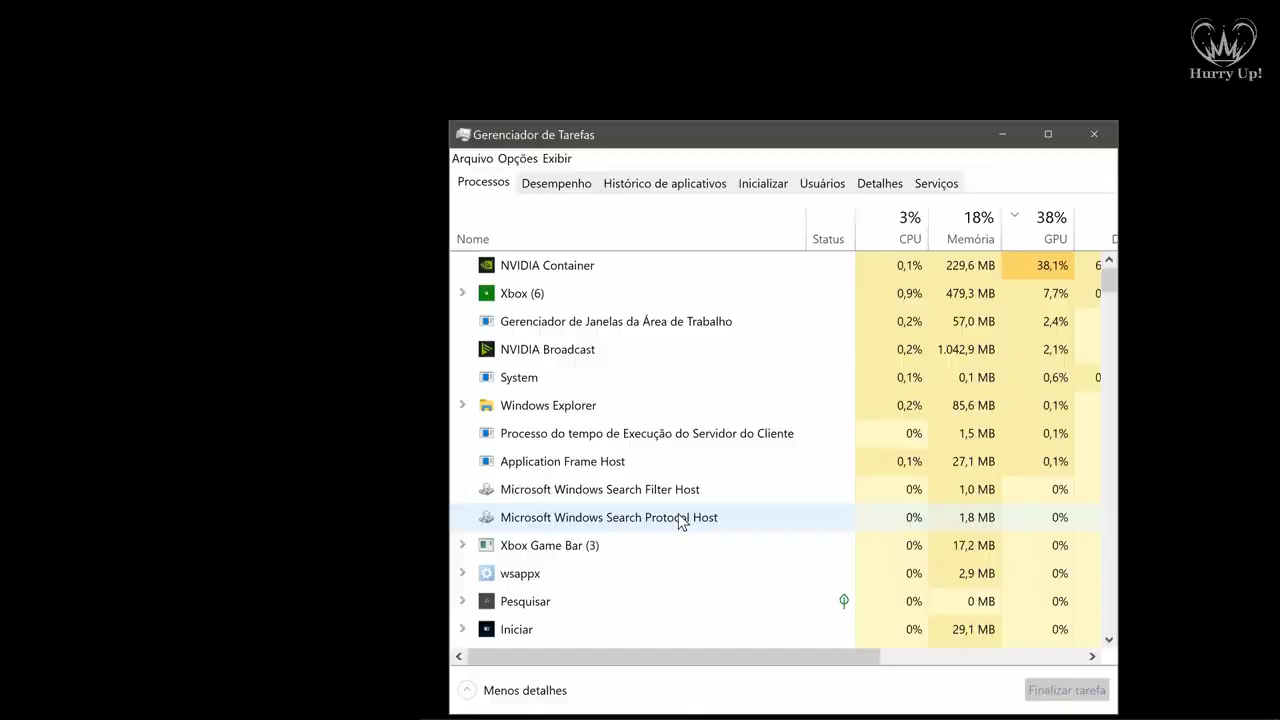 Hurry Up!
Gerenciador de Tarefas
Arquivo Opções Exibir
Processos Desempenho Histórico de aplicativos Inicializar Usuários Detalhes Serviços
3% 18% 38%
Nome Status CPU Memória GPU D
NVIDIA Container 0,1% 229,6 MB 38,1% 6
Xbox (6) 0,9% 479,3 MB 7,7% 0
Gerenciador de Janelas da Área de Trabalho 0,2% 57,0 MB 2,4%
NVIDIA Broadcast 0,2% 1.042,9 MB 2,1%
System 0,1% 0,1 MB 0,6% 0
Windows Explorer 0,2% 85,6 MB 0,1%
Processo do tempo de Execução do Servidor do Cliente 0% 1,5 MB 0,1%
Application Frame Host 0,1% 27,1 MB 0,1%
Microsoft Windows Search Filter Host 0% 1,0 MB 0%
Microsoft Windows Search Protocol Host 0% 1,8 MB 0%
Xbox Game Bar (3) 0% 17,2 MB 0%
wsappx 0% 2,9 MB 0%
Pesquisar 0% 0 MB 0%
Iniciar 0% 29,1 MB 0%
Menos detalhes Finalizar tarefa